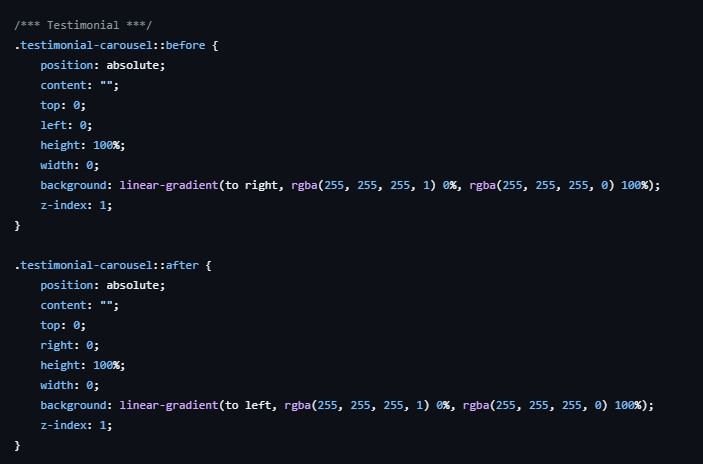 /*** Testimonial ***/
.testimonial-carousel::before {
    position: absolute;
    content: "";
    top: 0;
    left: 0;
    height: 100%;
    width: 0;
    background: linear-gradient(to right, rgba(255, 255, 255, 1) 0%, rgba(255, 255, 255, 0) 100%);
    z-index: 1;
}

.testimonial-carousel::after {
    position: absolute;
    content: "";
    top: 0;
    right: 0;
    height: 100%;
    width: 0;
    background: linear-gradient(to left, rgba(255, 255, 255, 1) 0%, rgba(255, 255, 255, 0) 100%);
    z-index: 1;
}